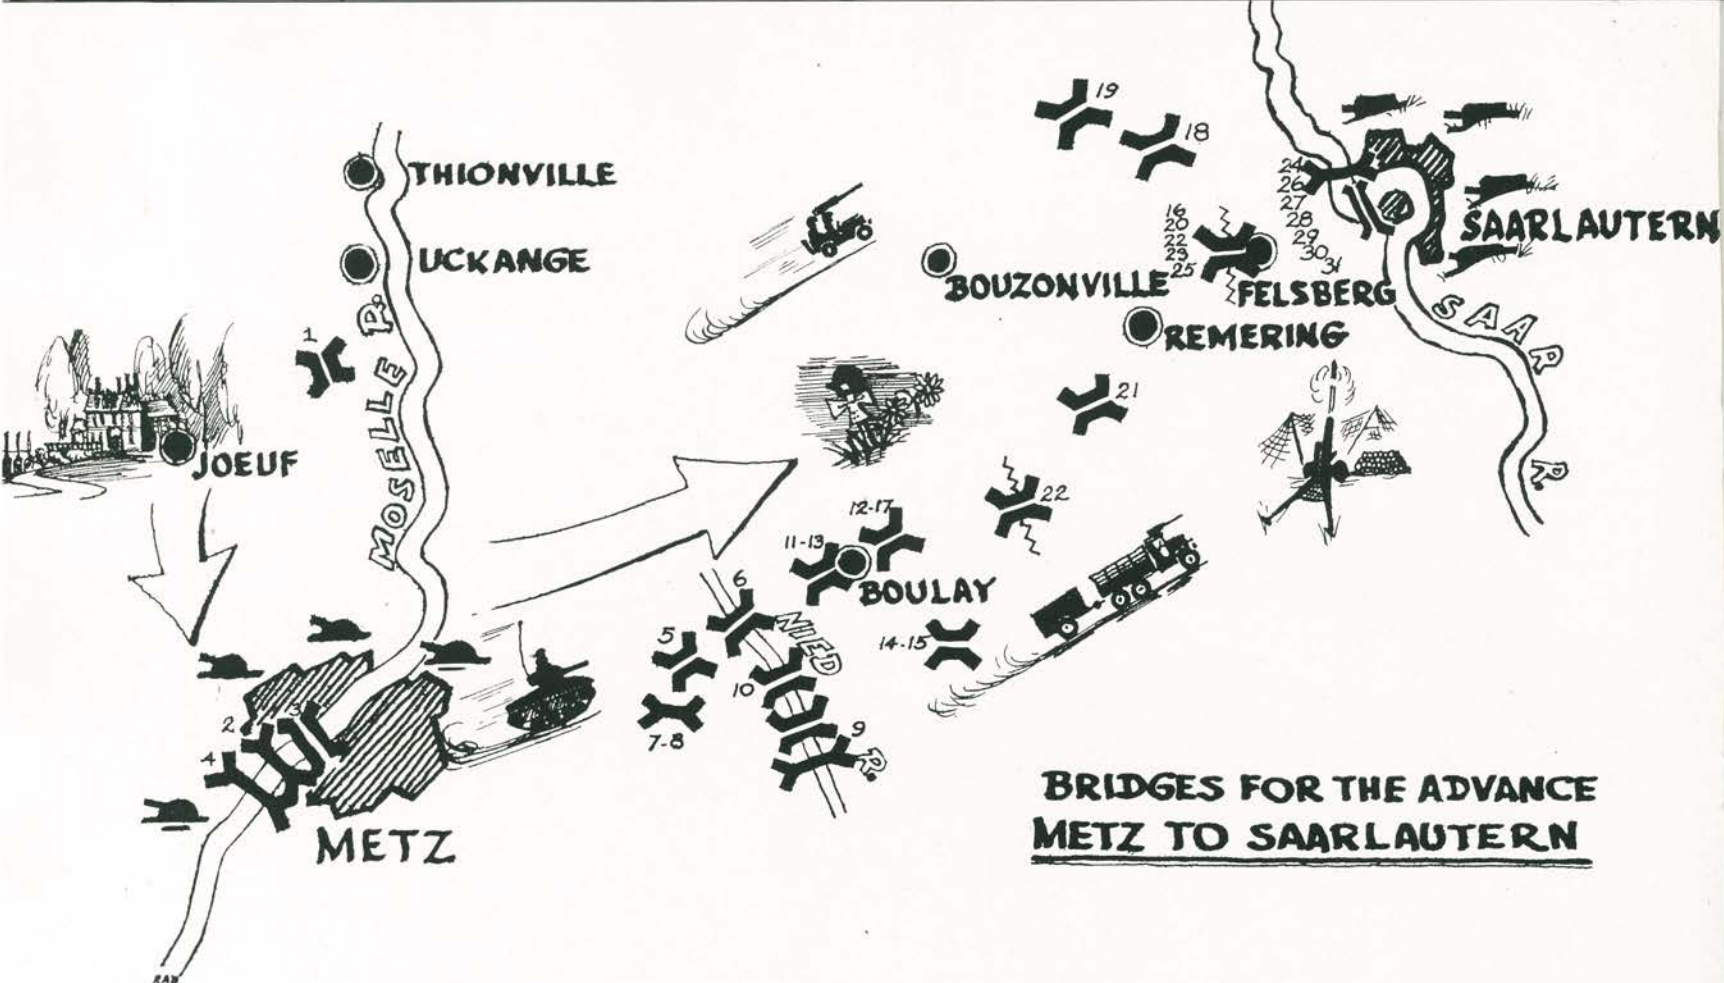 19
18
THIONVILLE
24
26
27
28
29
30
31
16
20
22
23
25
SAARLAUTERN
UCKANGE
BOUZONVILLE
FELSBERG
SAAR R.
REMERING
1
MOSELLE R.
21
JOEUF
22
12-17
11-13
BOULAY
6
NIED R.
5
14-15
10
7-8
9
2
3
4
METZ
BRIDGES FOR THE ADVANCE
METZ TO SAARLAUTERN